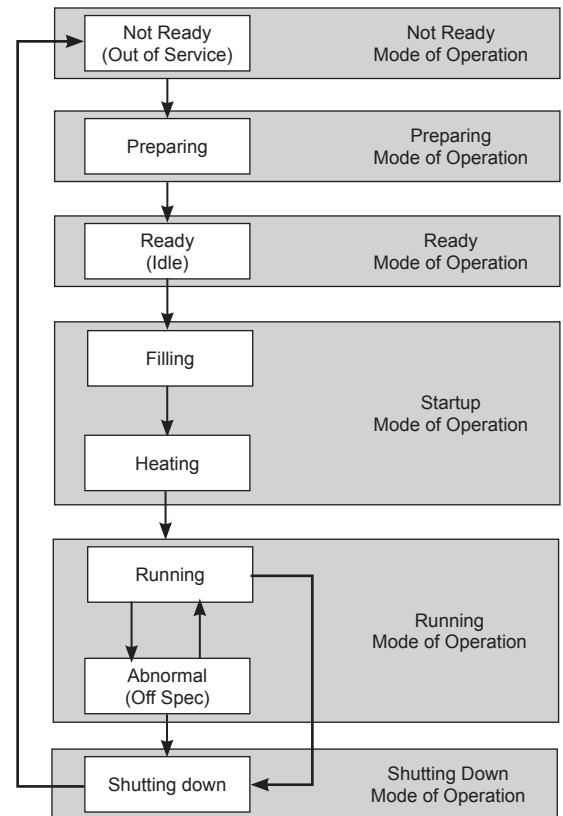 Not Ready
(Out of Service)
Not Ready
Mode of Operation
Preparing
Preparing
Mode of Operation
Ready
(Idle)
Ready
Mode of Operation
Filling
Startup
Mode of Operation
Heating
Running
Running
Mode of Operation
Abnormal
(Off Spec)
Shutting down
Shutting Down
Mode of Operation